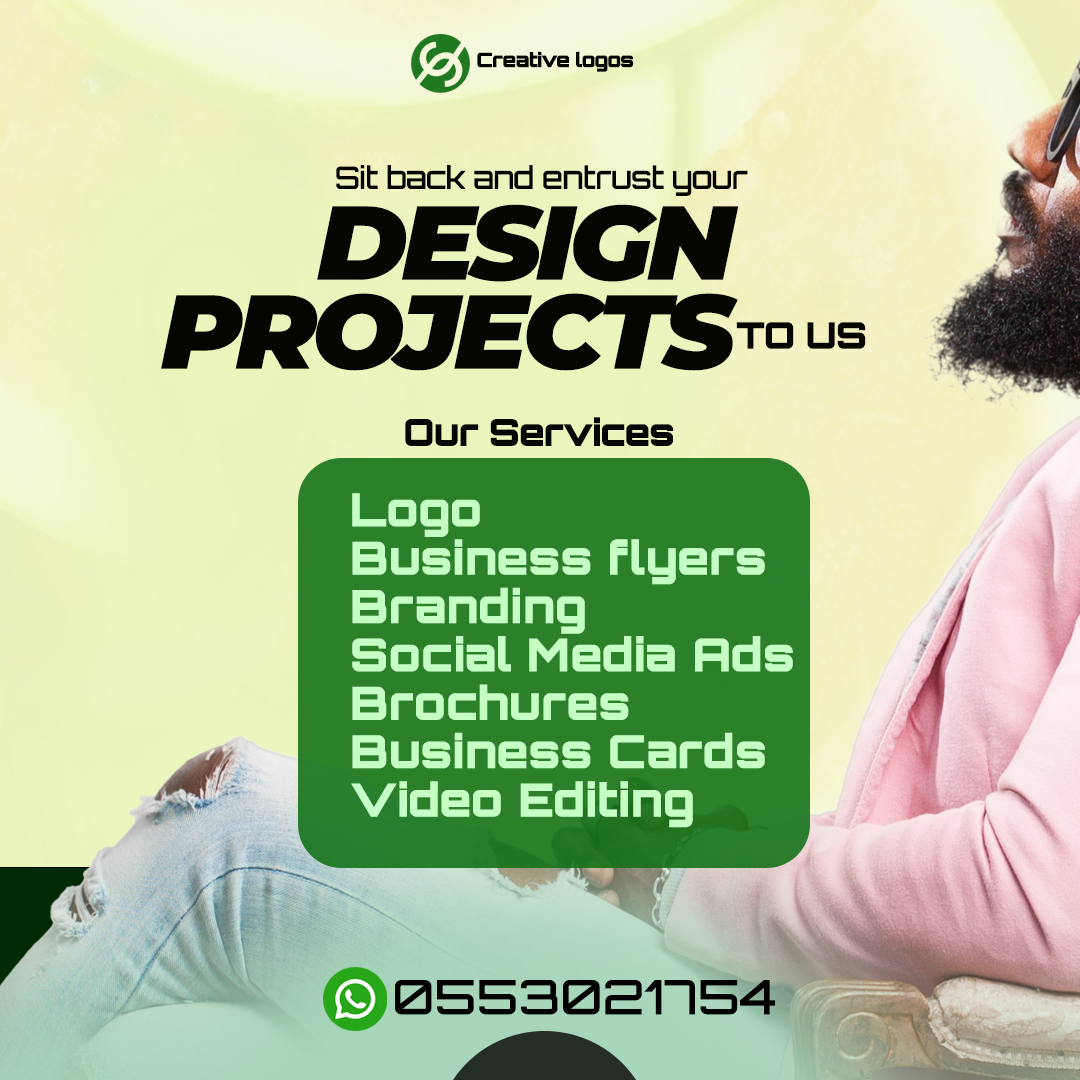 Creative logos
Sit back and entrust your
DESIGN
PROJECTS TO US
Our Services
Logo
Business flyers
Branding
Social Media Ads
Brochures
Business Cards
Video Editing
0553021754